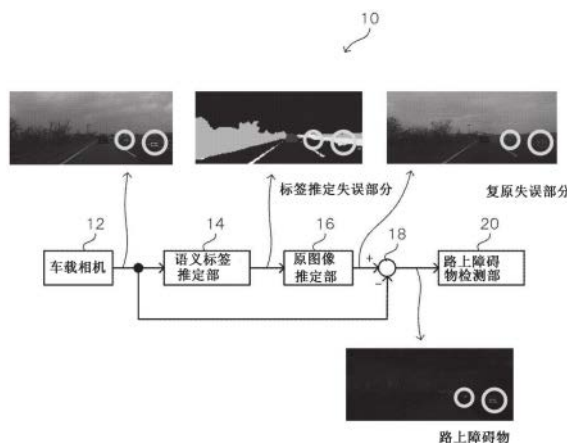 10
标签推定失误部分
复原失误部分
12
14
16
18
20
车载相机
语义标签
推定部
原图像
推定部
+
−
路上障碍
物检测部
路上障碍物